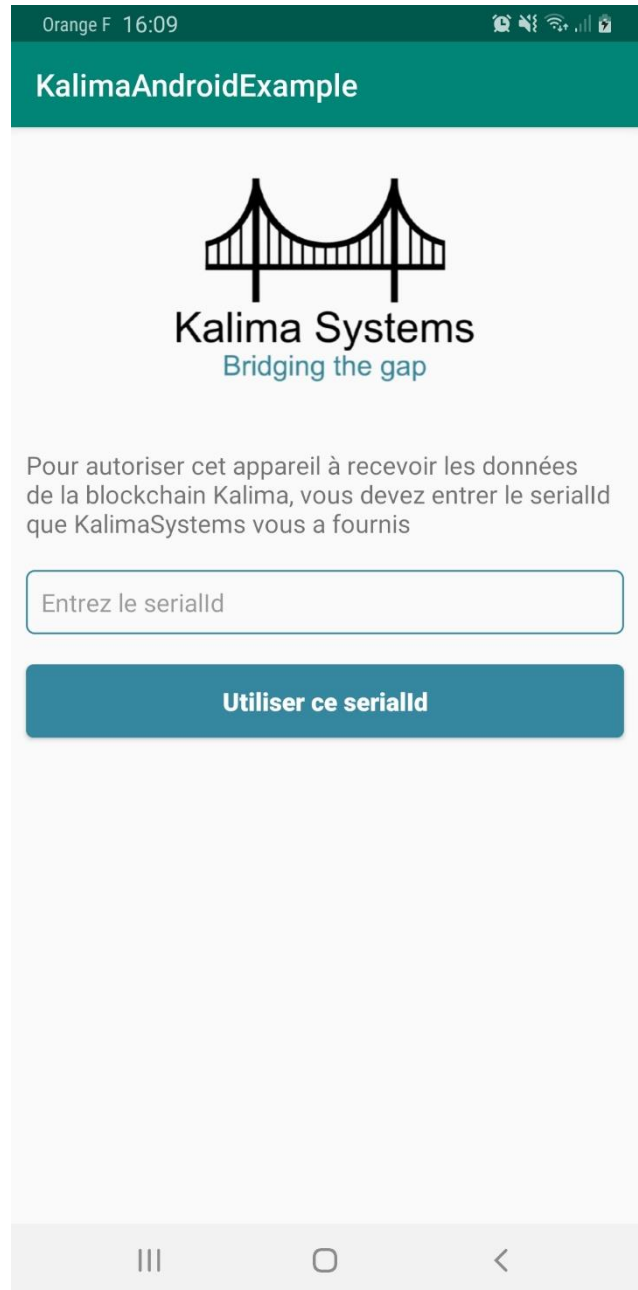 Orange F 16:09
KalimaAndroidExample
Kalima Systems
Bridging the gap
Pour autoriser cet appareil à recevoir les données
de la blockchain Kalima, vous devez entrer le serialId
que KalimaSystems vous a fournis
Entrez le serialId
Utiliser ce serialId